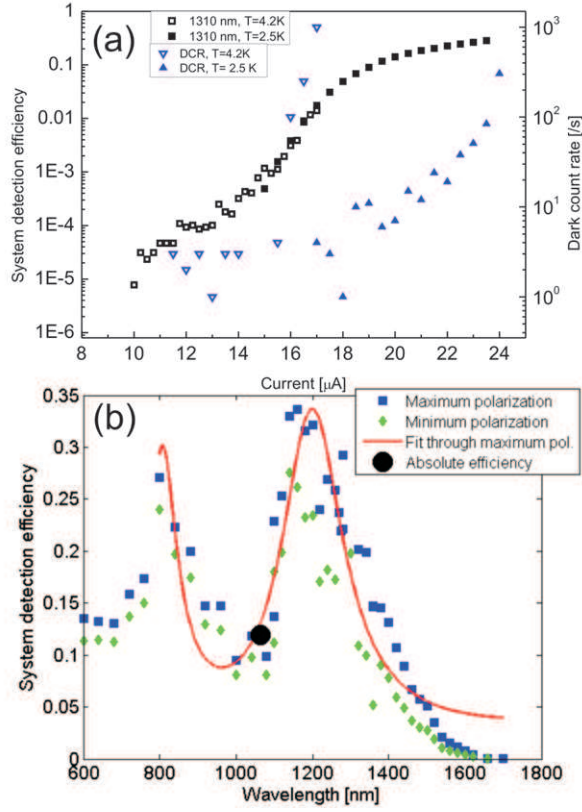 (a)
1310 nm, T=4.2K
1310 nm, T=2.5K
DCR, T=4.2K
DCR, T= 2.5 K
System detection efficiency
1
0.1
0.01
1E-3
1E-4
1E-5
1E-6
Dark count rate [/s]
10³
10²
10¹
10⁰
8 10 12 14 16 18 20 22 24
Current [μA]
(b)
Maximum polarization
Minimum polarization
Fit through maximum pol.
Absolute efficiency
System detection efficiency
0.35
0.3
0.25
0.2
0.15
0.1
0.05
0
600 800 1000 1200 1400 1600 1800
Wavelength [nm]